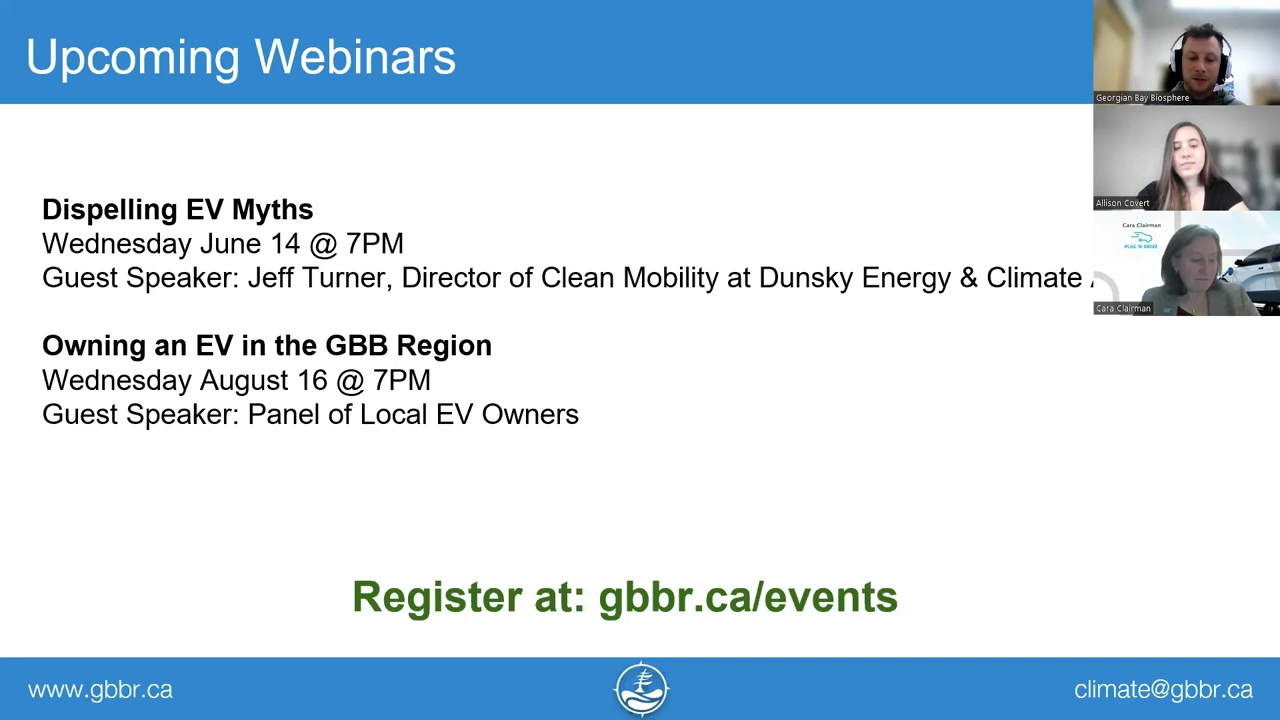 Upcoming Webinars
Georgian Bay Biosphere
Allison Covert
Cara Clairman
PLUG 'N DRIVE
Cara Clairman
Dispelling EV Myths
Wednesday June 14 @ 7PM
Guest Speaker: Jeff Turner, Director of Clean Mobility at Dunsky Energy & Climate
Owning an EV in the GBB Region
Wednesday August 16 @ 7PM
Guest Speaker: Panel of Local EV Owners
Register at: gbbr.ca/events
www.gbbr.ca
climate@gbbr.ca